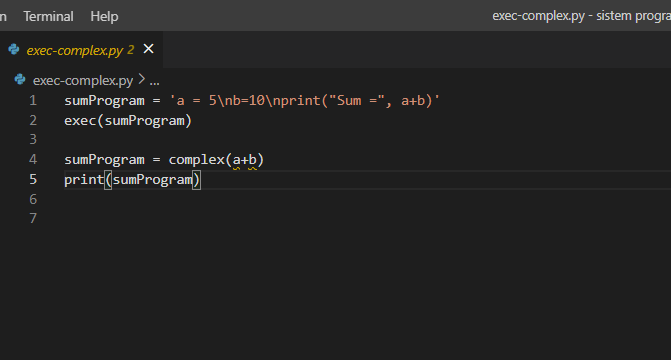 n Terminal Help exec-complex.py - sistem progra
exec-complex.py 2 ×
exec-complex.py > ...
1 sumProgram = 'a = 5\nb=10\nprint("Sum =", a+b)'
2 exec(sumProgram)
3
4 sumProgram = complex(a+b)
5 print(sumProgram)
6
7